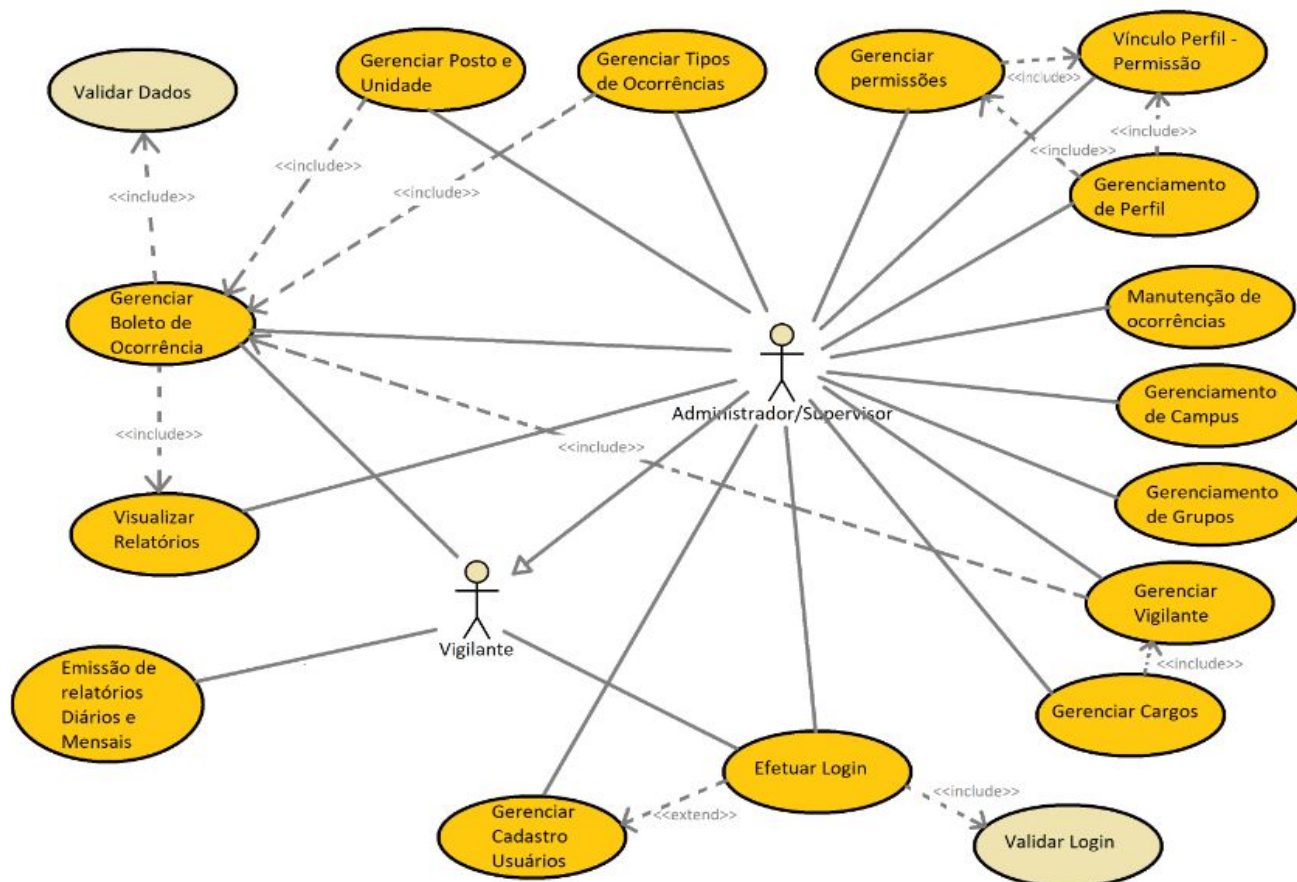 Gerenciar Posto e
Unidade
Gerenciar Tipos
de Ocorrências
Gerenciar
permissões
<<include>>
Vínculo Perfil -
Permissão
Validar Dados
<<include>>
<<include>>
<<include>>
<<include>>
<<include>>
Gerenciamento
de Perfil
Gerenciar
Boleto de
Ocorrência
Manutenção de
ocorrências
Administrador/Supervisor
Gerenciamento
de Campus
<<include>>
<<include>>
Visualizar
Relatórios
Gerenciamento
de Grupos
Gerenciar
Vigilante
Vigilante
<<include>>
Emissão de
relatórios
Diários e
Mensais
Gerenciar Cargos
Efetuar Login
<<include>>
<<extend>>
Gerenciar
Cadastro
Usuários
Validar Login